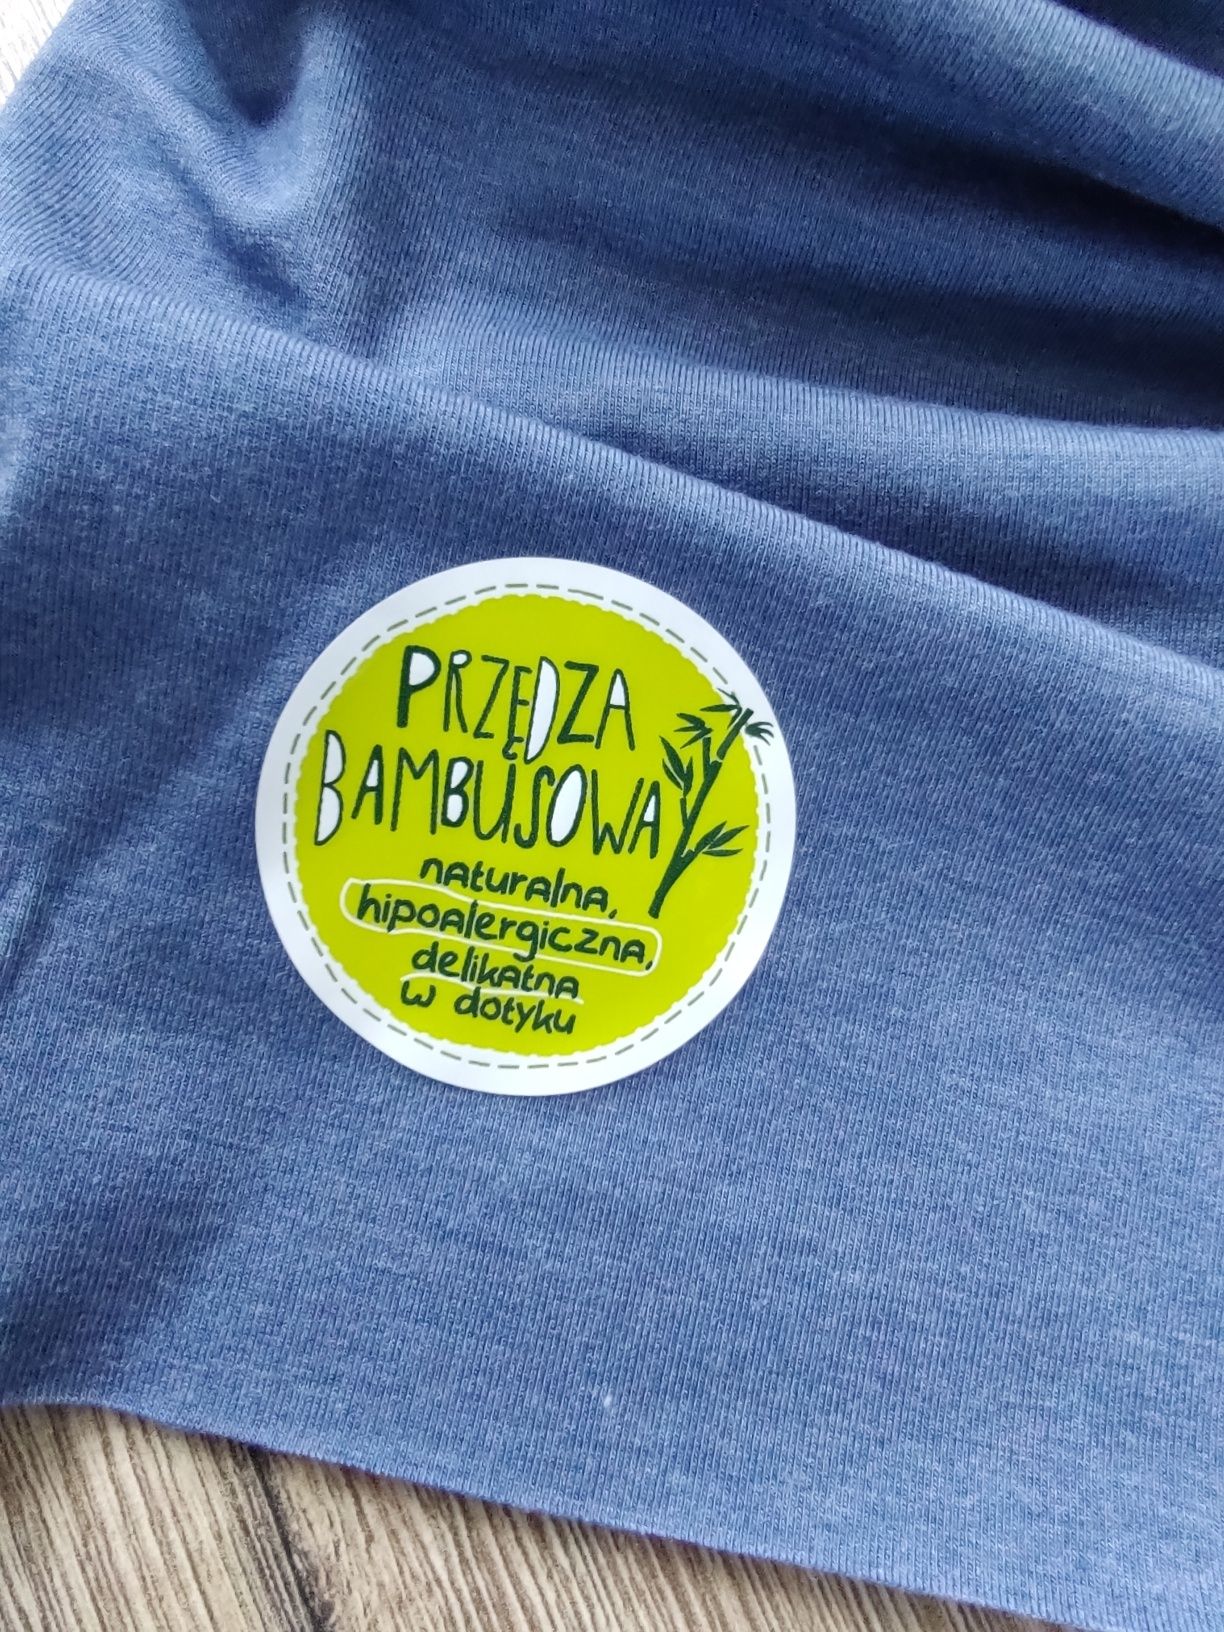 PRZĘDZA
BAMBUSOWA
naturalna,
hipoalergiczna,
delikatna
w dotyku